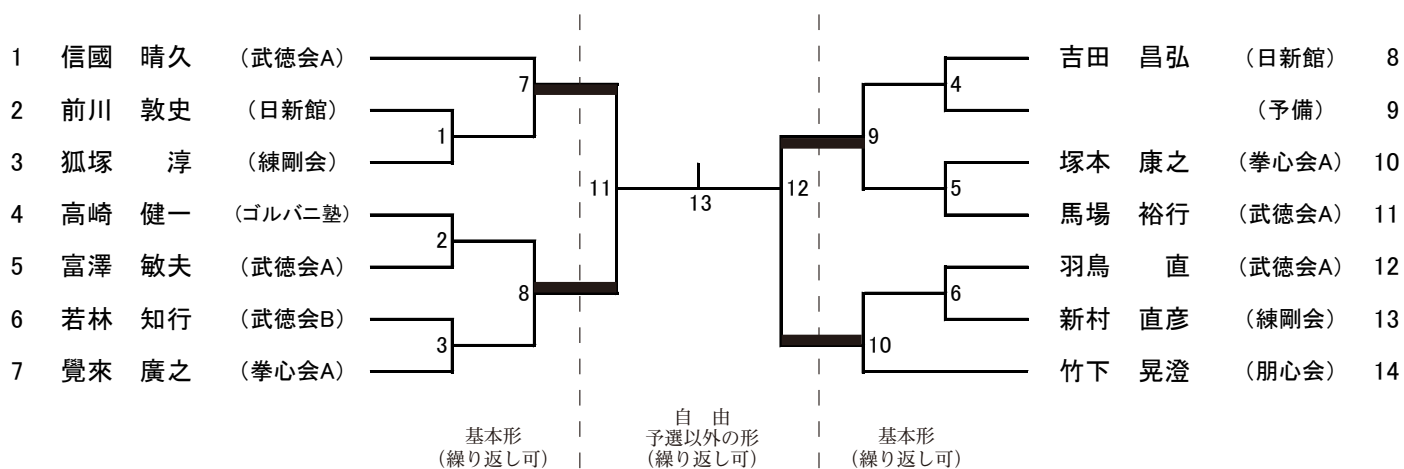 1 信國 晴久 (武徳会A)
2 前川 敦史 (日新館)
3 狐塚 淳 (練剛会)
4 高崎 健一 (ゴルバニ塾)
5 富澤 敏夫 (武徳会A)
6 若林 知行 (武徳会B)
7 覺來 廣之 (拳心会A)
7
1
2
8
3
11
13
12
9
4
5
6
10
吉田 昌弘 (日新館) 8
(予備) 9
塚本 康之 (拳心会A) 10
馬場 裕行 (武徳会A) 11
羽鳥 直 (武徳会A) 12
新村 直彦 (練剛会) 13
竹下 晃澄 (朋心会) 14
基本形
(繰り返し可)
自 由
予選以外の形
(繰り返し可)
基本形
(繰り返し可)